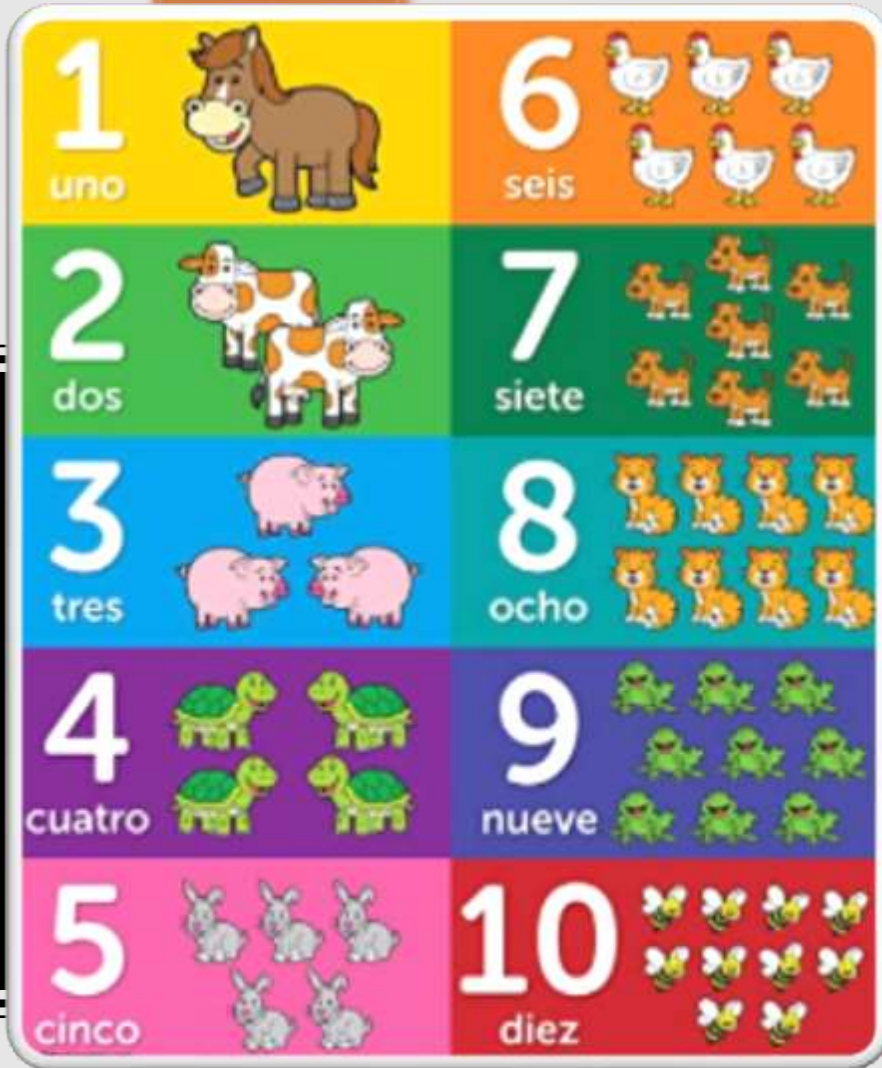 1
uno
2
dos
3
tres
4
cuatro
5
cinco
6
seis
7
siete
8
ocho
9
nueve
10
diez